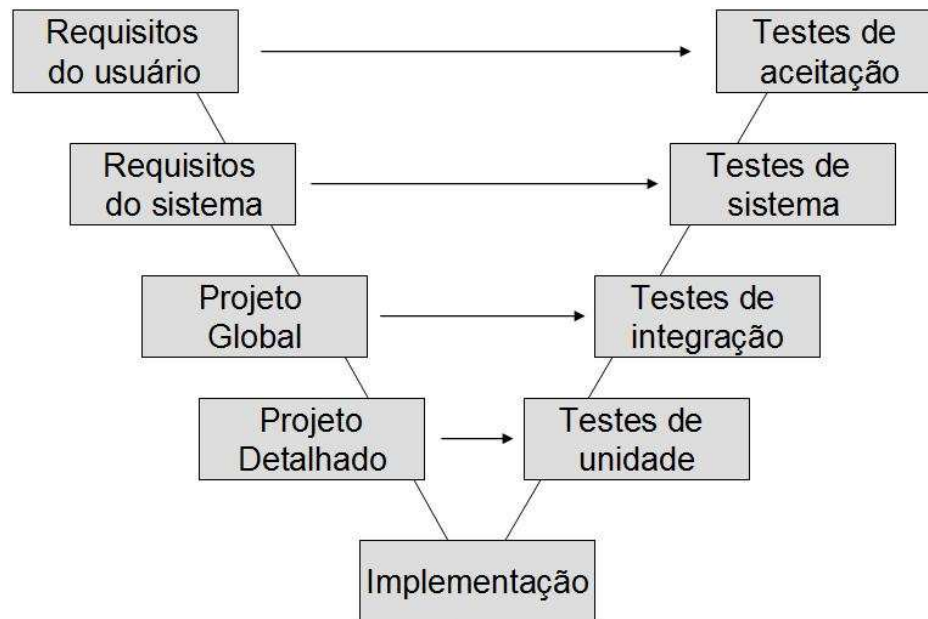 Requisitos
do usuário
Testes de
aceitação
Requisitos
do sistema
Testes de
sistema
Projeto
Global
Testes de
integração
Projeto
Detalhado
Testes de
unidade
Implementação